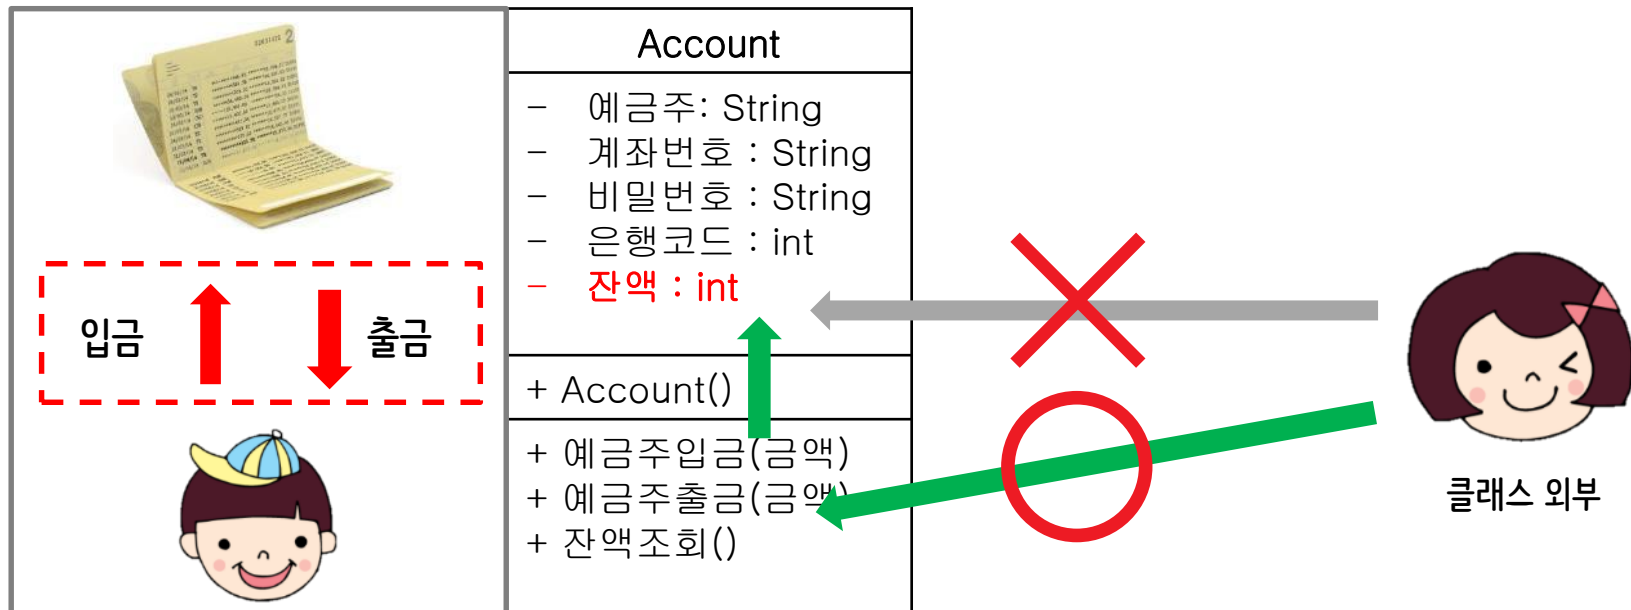 Account
- 예금주: String
- 계좌번호 : String
- 비밀번호 : String
- 은행코드 : int
- 잔액 : int
입금
출금
+ Account()
+ 예금주입금(금액)
+ 예금주출금(금액)
+ 잔액조회()
클래스 외부